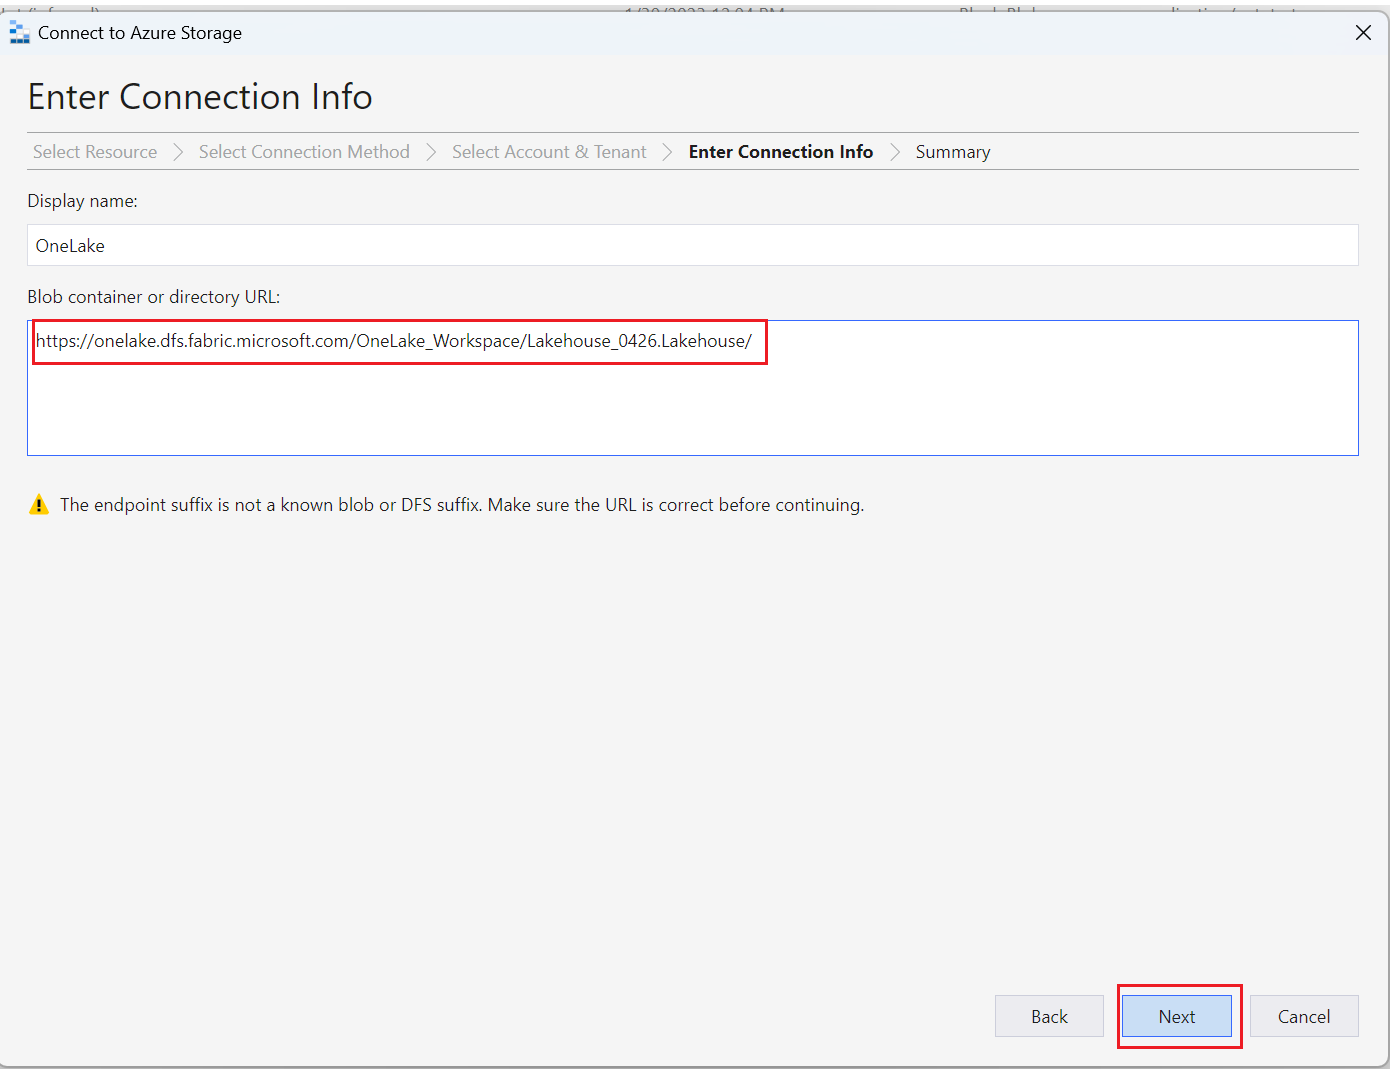 Connect to Azure Storage
Enter Connection Info
Select Resource Select Connection Method Select Account & Tenant Enter Connection Info Summary
Display name:
OneLake
Blob container or directory URL:
https://onelake.dfs.fabric.microsoft.com/OneLake_Workspace/Lakehouse_0426.Lakehouse/
The endpoint suffix is not a known blob or DFS suffix. Make sure the URL is correct before continuing.
Back Next Cancel